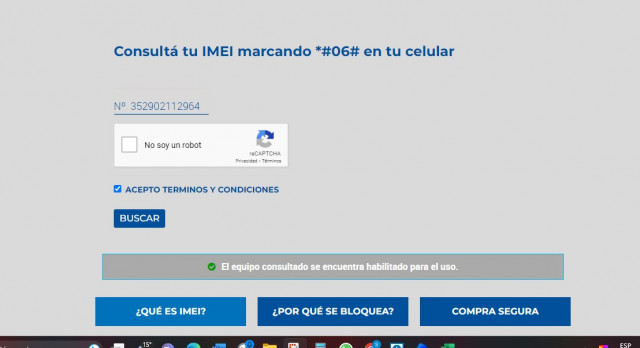 Consultá tu IMEI marcando *#06# en tu celular
Nº 352902112964
No soy un robot
reCAPTCHA
Privacidad - Términos
ACEPTO TERMINOS Y CONDICIONES
BUSCAR
El equipo consultado se encuentra habilitado para el uso.
¿QUÉ ES IMEI?
¿POR QUÉ SE BLOQUEA?
COMPRA SEGURA
15°
ESP